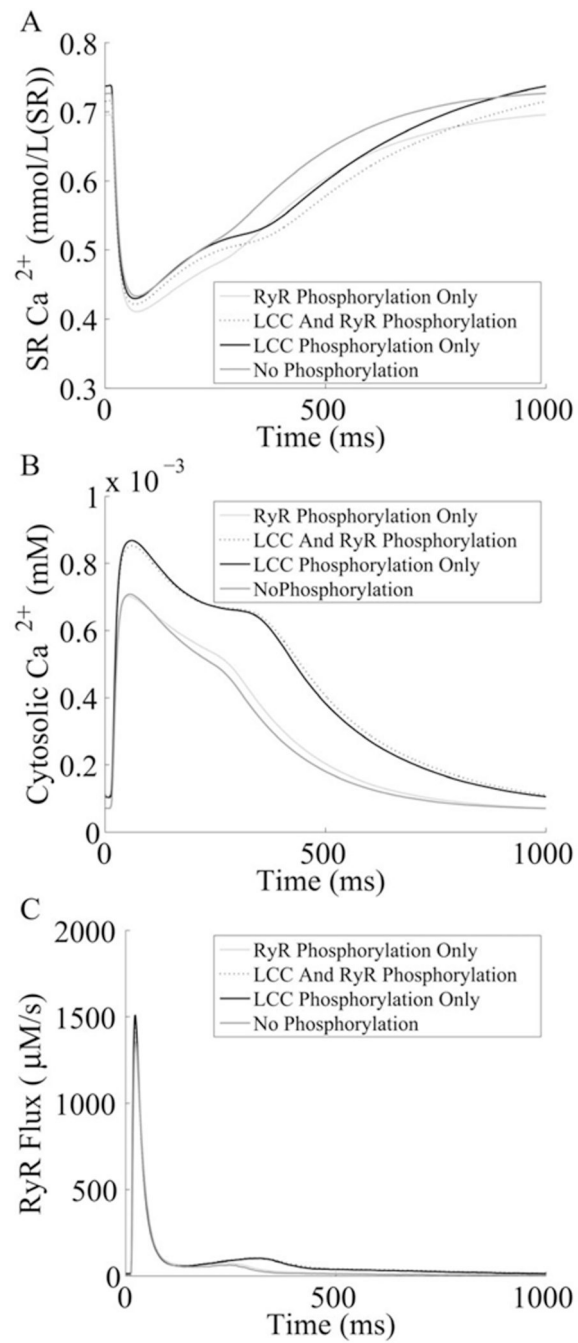 A
0.8
0.7
0.6
0.5
0.4
0.3
SR Ca 2+ (mmol/L(SR))
RyR Phosphorylation Only
LCC And RyR Phosphorylation
LCC Phosphorylation Only
No Phosphorylation
0 500 1000
Time (ms)
B
1 x 10 −3
0.8
0.6
0.4
0.2
0
Cytosolic Ca 2+ (mM)
RyR Phosphorylation Only
LCC And RyR Phosphorylation
LCC Phosphorylation Only
NoPhosphorylation
0 500 1000
Time (ms)
C
2000
1500
1000
500
0
RyR Flux ( μM/s)
RyR Phosphorylation Only
LCC And RyR Phosphorylation
LCC Phosphorylation Only
No Phosphorylation
0 500 1000
Time (ms)